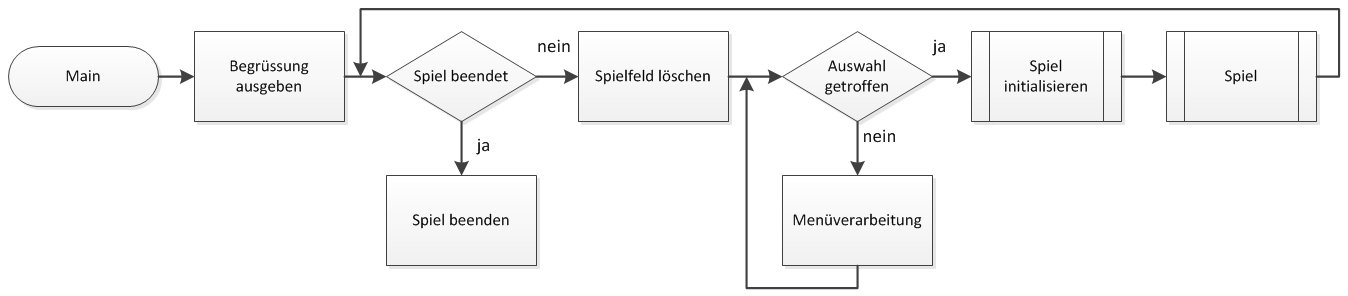 Main
Begrüssung
ausgeben
Spiel beendet
nein
ja
Spiel beenden
Spielfeld löschen
Auswahl
getroffen
ja
nein
Menüverarbeitung
Spiel
initialisieren
Spiel